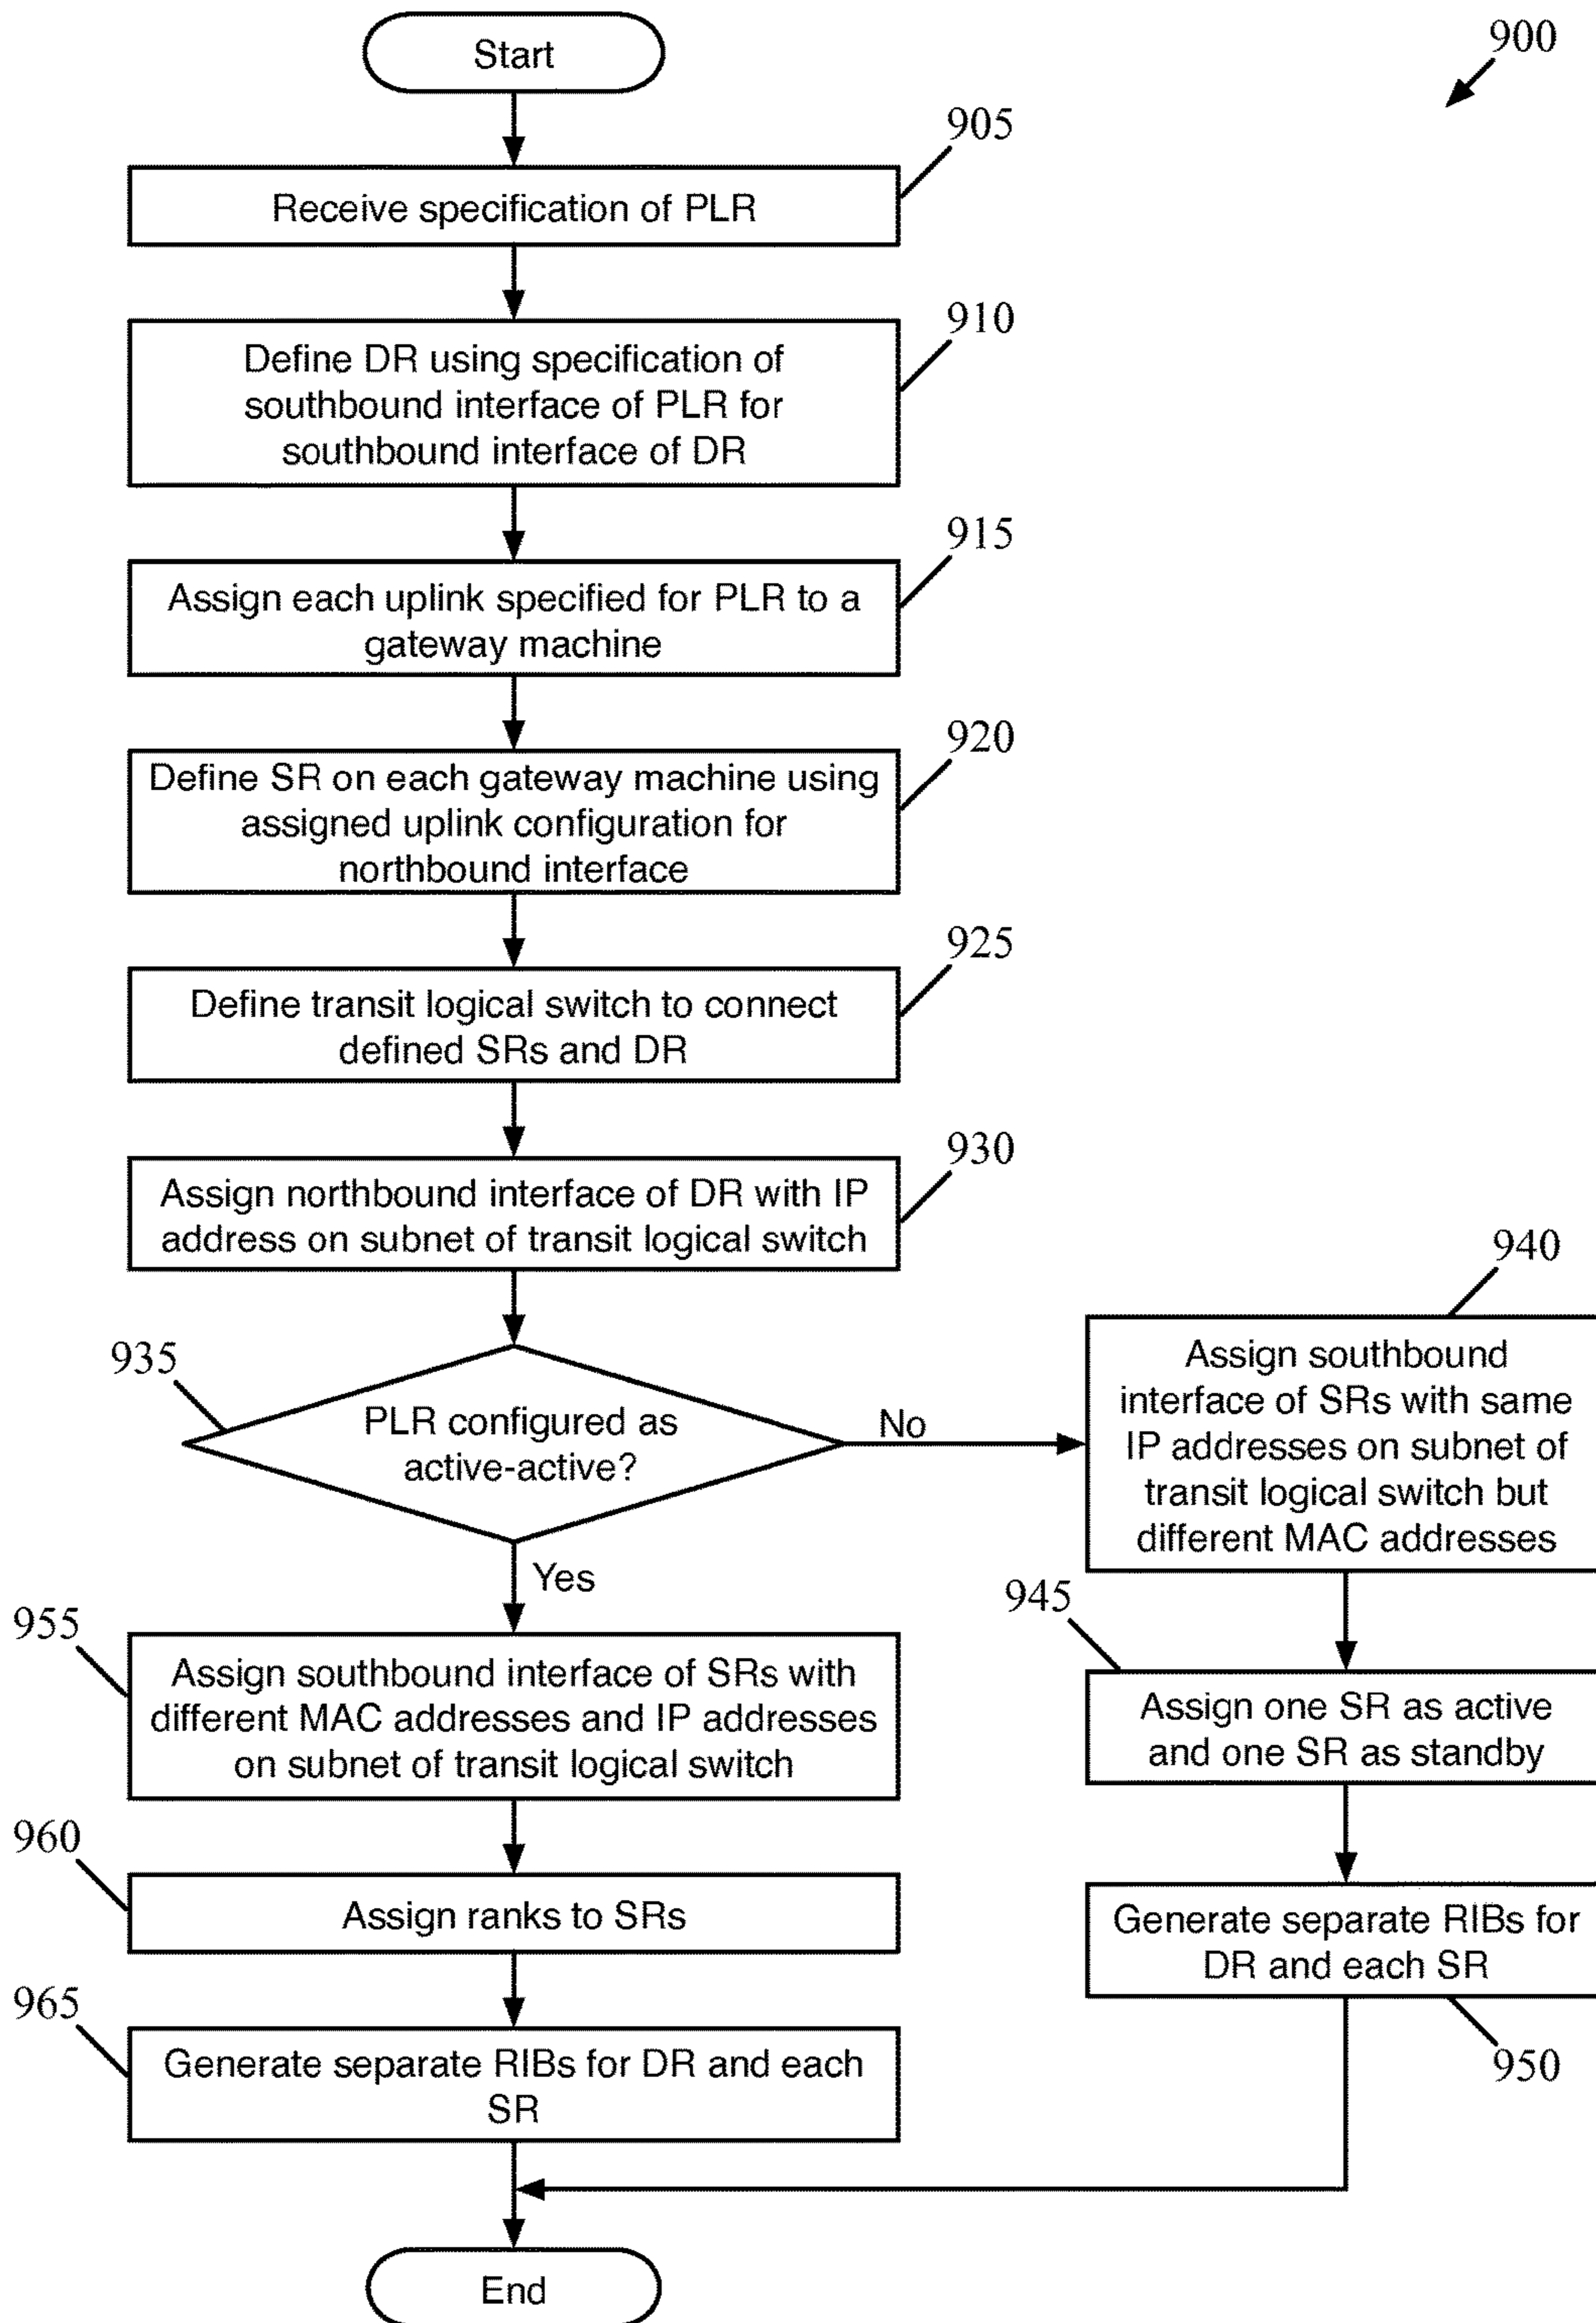 Start
900
905
Receive specification of PLR
910
Define DR using specification of
southbound interface of PLR for
southbound interface of DR
915
Assign each uplink specified for PLR to a
gateway machine
920
Define SR on each gateway machine using
assigned uplink configuration for
northbound interface
925
Define transit logical switch to connect
defined SRs and DR
930
Assign northbound interface of DR with IP
address on subnet of transit logical switch
935
PLR configured as
active-active?
No
940
Assign southbound
interface of SRs with same
IP addresses on subnet of
transit logical switch but
different MAC addresses
945
Assign one SR as active
and one SR as standby
Generate separate RIBs for
DR and each SR
950
Yes
955
Assign southbound interface of SRs with
different MAC addresses and IP addresses
on subnet of transit logical switch
960
Assign ranks to SRs
965
Generate separate RIBs for DR and each
SR
End